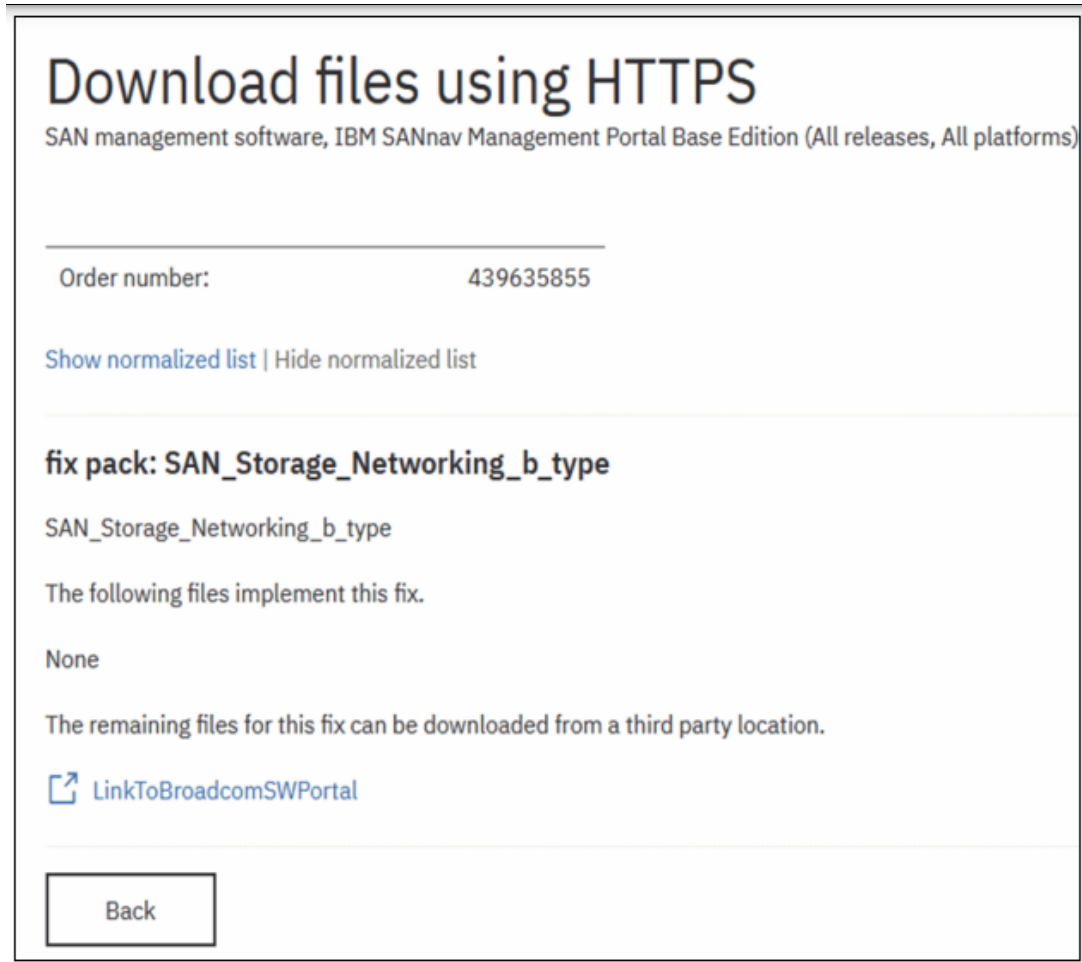 Download files using HTTPS
SAN management software, IBM SANnav Management Portal Base Edition (All releases, All platforms)
Order number: 439635855
Show normalized list | Hide normalized list
fix pack: SAN_Storage_Networking_b_type
SAN_Storage_Networking_b_type
The following files implement this fix.
None
The remaining files for this fix can be downloaded from a third party location.
LinkToBroadcomSWPortal
Back